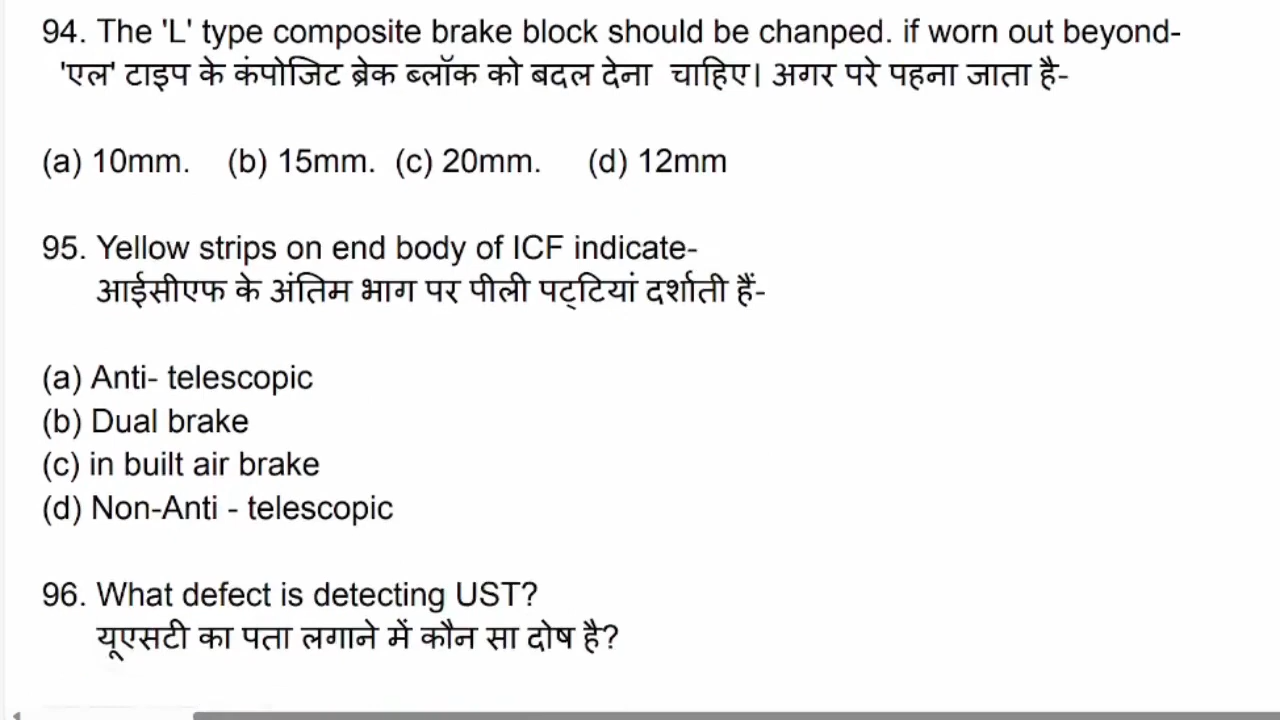 94. The 'L' type composite brake block should be chanped. if worn out beyond-
'एल' टाइप के कंपोजिट ब्रेक ब्लॉक को बदल देना चाहिए। अगर परे पहना जाता है-
(a) 10mm. (b) 15mm. (c) 20mm. (d) 12mm
95. Yellow strips on end body of ICF indicate-
आईसीएफ के अंतिम भाग पर पीली पट्टियां दर्शाती हैं-
(a) Anti- telescopic
(b) Dual brake
(c) in built air brake
(d) Non-Anti - telescopic
96. What defect is detecting UST?
यूएसटी का पता लगाने में कौन सा दोष है?